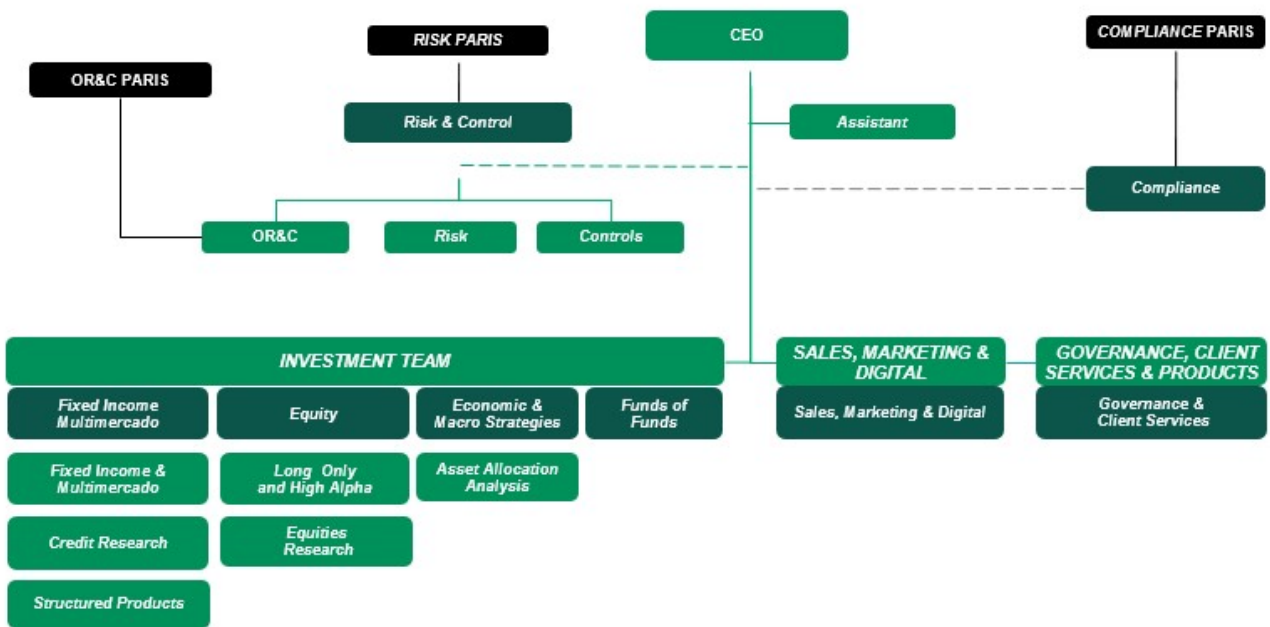 RISK PARIS
CEO
COMPLIANCE PARIS
OR&C PARIS
Risk & Control
Assistant
Compliance
OR&C
Risk
Controls
INVESTMENT TEAM
SALES, MARKETING &
DIGITAL
GOVERNANCE, CLIENT
SERVICES & PRODUCTS
Fixed Income
Multimercado
Equity
Economic &
Macro Strategies
Funds of
Funds
Sales, Marketing & Digital
Governance &
Client Services
Fixed Income &
Multimercado
Long Only
and High Alpha
Asset Allocation
Analysis
Credit Research
Equities
Research
Structured Products